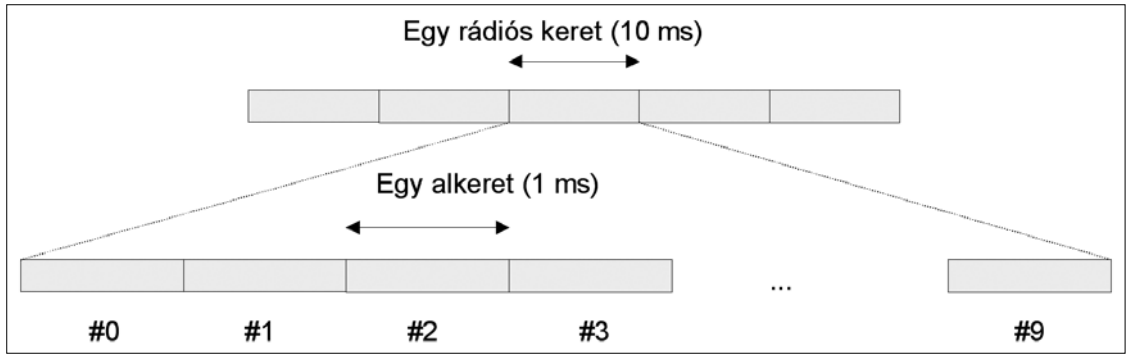 Egy rádiós keret (10 ms)
Egy alkeret (1 ms)
...
#0 #1 #2 #3 #9